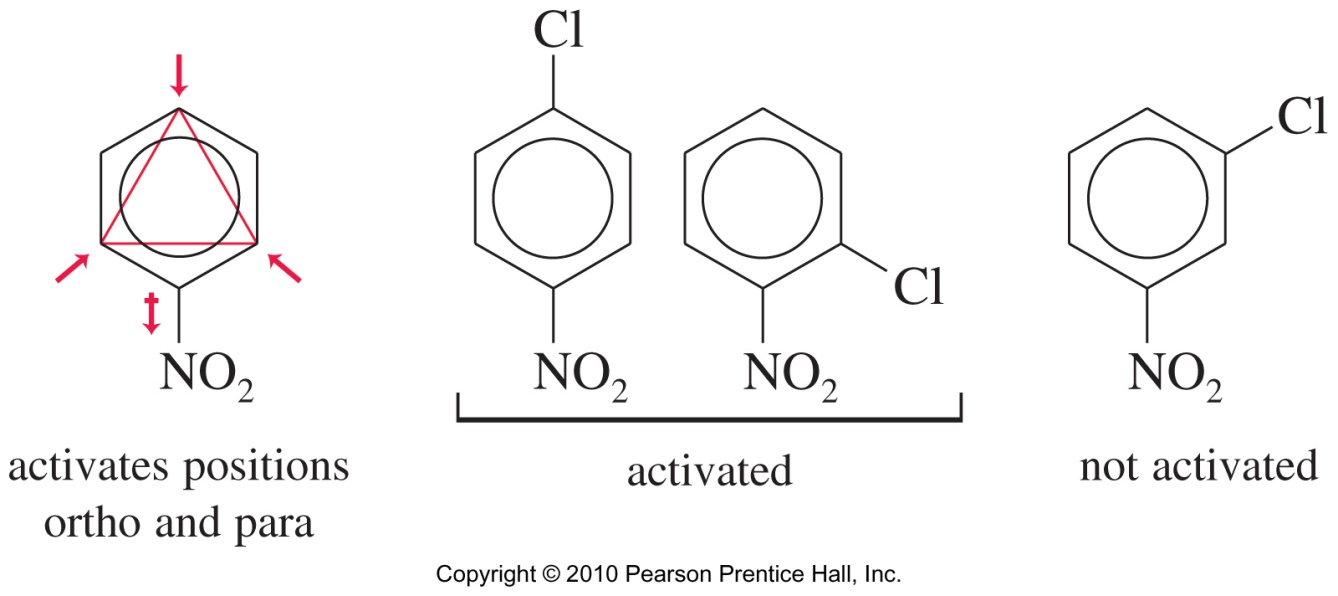 Cl
Cl
Cl
NO₂
NO₂
NO₂
NO₂
activates positions
ortho and para
activated
not activated
Copyright © 2010 Pearson Prentice Hall, Inc.